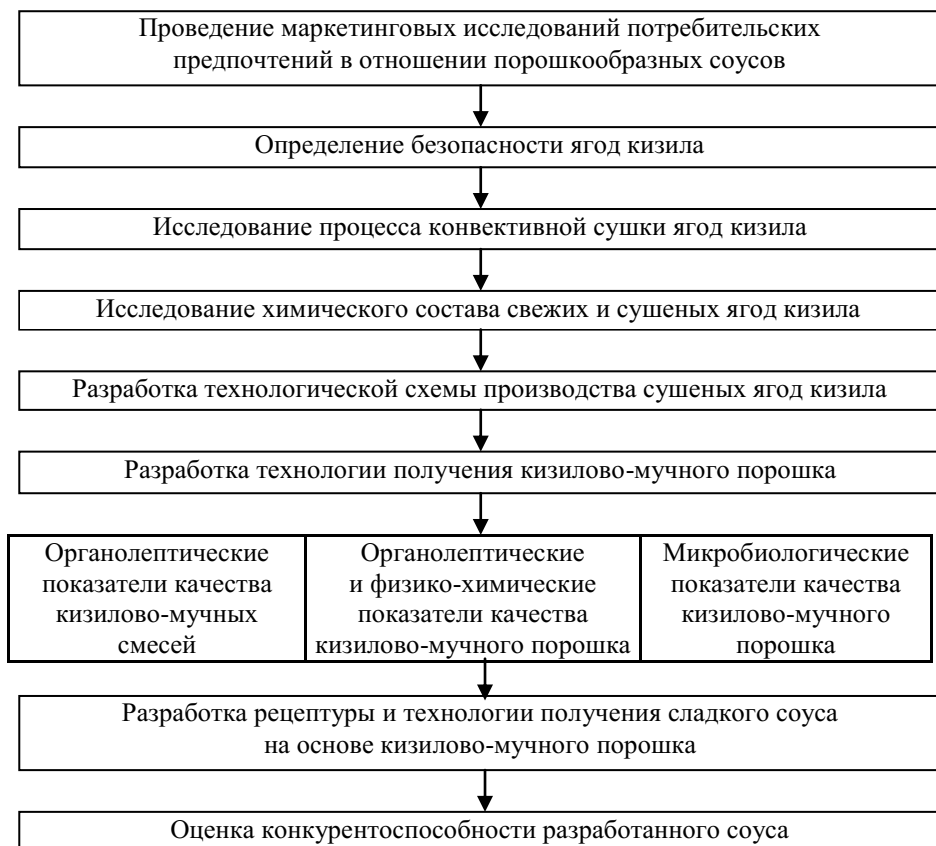 Проведение маркетинговых исследований потребительских
предпочтений в отношении порошкообразных соусов
Определение безопасности ягод кизила
Исследование процесса конвективной сушки ягод кизила
Исследование химического состава свежих и сушеных ягод кизила
Разработка технологической схемы производства сушеных ягод кизила
Разработка технологии получения кизилово-мучного порошка
Органолептические
показатели качества
кизилово-мучных
смесей
Органолептические
и физико-химические
показатели качества
кизилово-мучного порошка
Микробиологические
показатели качества
кизилово-мучного
порошка
Разработка рецептуры и технологии получения сладкого соуса
на основе кизилово-мучного порошка
Оценка конкурентоспособности разработанного соуса